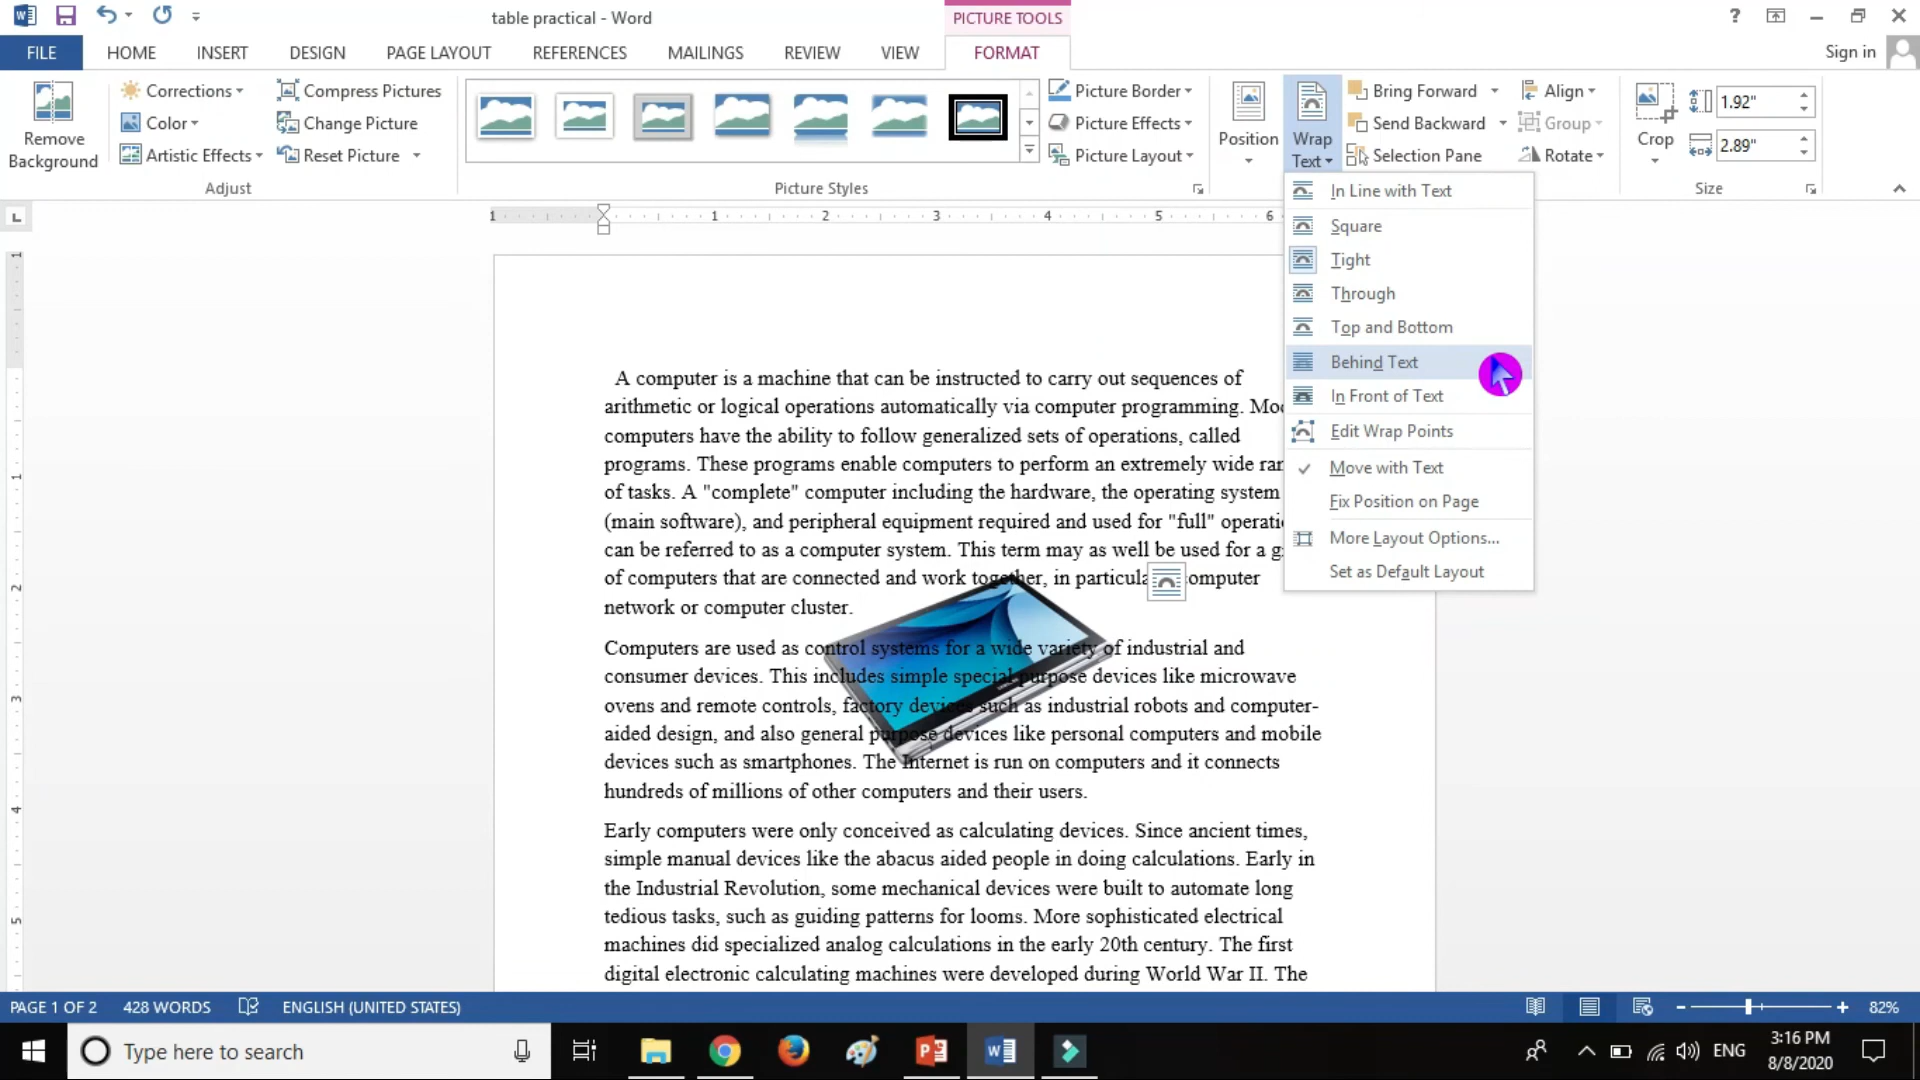 table practical - Word
PICTURE TOOLS
?
FILE HOME INSERT DESIGN PAGE LAYOUT REFERENCES MAILINGS REVIEW VIEW FORMAT
Sign in
Remove Background
Corrections
Color
Artistic Effects
Compress Pictures
Change Picture
Reset Picture
Adjust
Picture Styles
Picture Border
Picture Effects
Picture Layout
Position
Wrap Text
Bring Forward
Send Backward
Selection Pane
Align
Group
Rotate
Crop
1.92"
2.89"
Size
In Line with Text
Square
Tight
Through
Top and Bottom
Behind Text
In Front of Text
Edit Wrap Points
Move with Text
Fix Position on Page
More Layout Options...
Set as Default Layout
L
1 1 2 3 4 5 6
1
1
2
3
4
5
A computer is a machine that can be instructed to carry out sequences of
arithmetic or logical operations automatically via computer programming. Mo
computers have the ability to follow generalized sets of operations, called
programs. These programs enable computers to perform an extremely wide ran
of tasks. A "complete" computer including the hardware, the operating system
(main software), and peripheral equipment required and used for "full" operati
can be referred to as a computer system. This term may as well be used for a g
of computers that are connected and work together, in particula omputer
network or computer cluster.
Computers are used as control systems for a wide variety of industrial and
consumer devices. This includes simple special purpose devices like microwave
ovens and remote controls, factory devices such as industrial robots and computer-
aided design, and also general purpose devices like personal computers and mobile
devices such as smartphones. The Internet is run on computers and it connects
hundreds of millions of other computers and their users.
Early computers were only conceived as calculating devices. Since ancient times,
simple manual devices like the abacus aided people in doing calculations. Early in
the Industrial Revolution, some mechanical devices were built to automate long
tedious tasks, such as guiding patterns for looms. More sophisticated electrical
machines did specialized analog calculations in the early 20th century. The first
digital electronic calculating machines were developed during World War II. The
PAGE 1 OF 2 428 WORDS ENGLISH (UNITED STATES)
82%
Type here to search
ENG
3:16 PM
8/8/2020